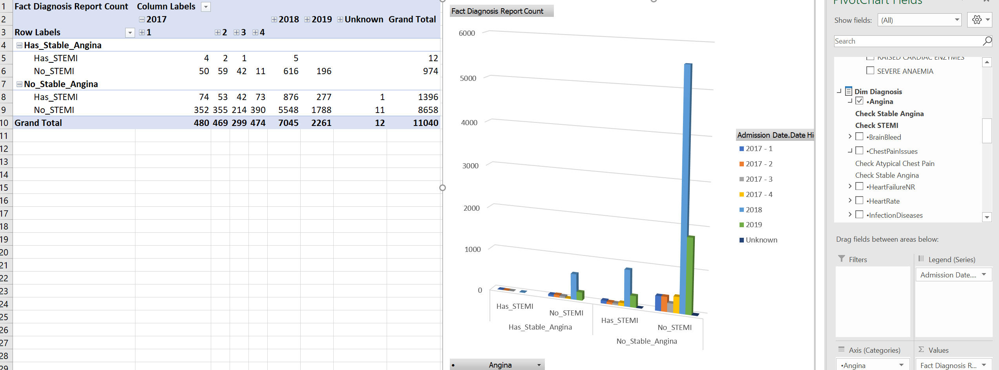 1 Fact Diagnosis Report Count Column Labels
2 2017 2018 2019 Unknown Grand Total
3 Row Labels 1 2 3 4
4 Has_Stable_Angina
5 Has_STEMI 4 2 1 5 12
6 No_STEMI 50 59 42 11 616 196 974
7 No_Stable_Angina
8 Has_STEMI 74 53 42 73 876 277 1 1396
9 No_STEMI 352 355 214 390 5548 1788 11 8658
10 Grand Total 480 469 299 474 7045 2261 12 11040
11
12
13
14
15
16
17
18
19
20
21
22
23
24
25
26
27
28
29
Fact Diagnosis Report Count
6000
5000
4000
3000
2000
1000
0
Has_STEMI
No_STEMI
Has_STEMI
No_STEMI
Has_Stable_Angina
No_Stable_Angina
Admission Date.Date Hi
2017 - 1
2017 - 2
2017 - 3
2017 - 4
2018
2019
Unknown
• Angina
PivotChart Fields
Show fields: (All)
Search
RAISED CARDIAC ENZYMES
SEVERE ANAEMIA
Dim Diagnosis
•Angina
Check Stable Angina
Check STEMI
•BrainBleed
•ChestPainIssues
Check Atypical Chest Pain
Check Stable Angina
•HeartFailureNR
•HeartRate
•InfectionDiseases
Drag fields between areas below:
Filters
Legend (Series)
Admission Date....
Axis (Categories)
Σ Values
•Angina
Fact Diagnosis R...